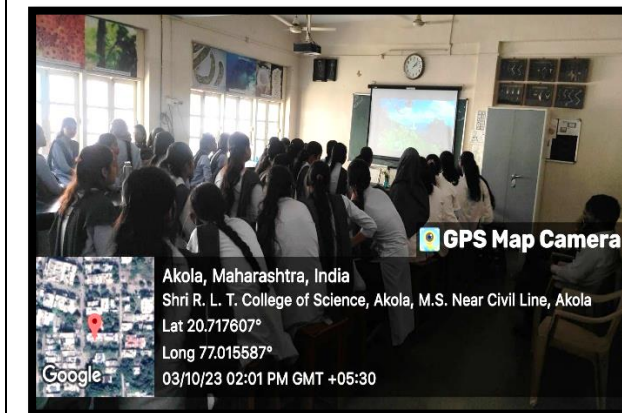 GPS Map Camera
Akola, Maharashtra, India
Shri R. L. T. College of Science, Akola, M.S. Near Civil Line, Akola
Lat 20.717607°
Long 77.015587°
03/10/23 02:01 PM GMT +05:30
Google